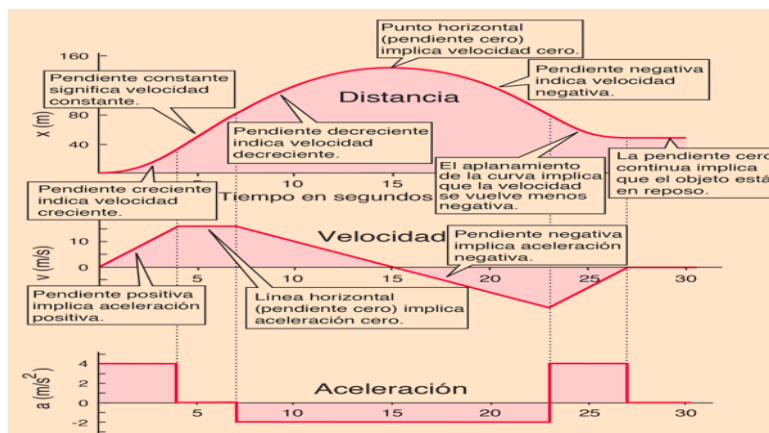 Punto horizontal
(pendiente cero)
implica velocidad cero.
160
Pendiente constante
significa velocidad
constante.
Pendiente negativa
indica velocidad
negativa.
Distancia
x (m)
80
40
Pendiente decreciente
indica velocidad
decreciente.
El aplanamiento
de la curva implica
que la velocidad
se vuelve menos
negativa.
La pendiente cero
continua implica
que el objeto está
en reposo.
5
10
15
Pendiente creciente
indica velocidad
creciente.
Tiempo en segundos
Velocidad
Pendiente negativa
implica aceleración
negativa.
v (m/s)
10
0
5
10
15
20
25
30
Pendiente positiva
implica aceleración
positiva.
Línea horizontal
(pendiente cero) implica
aceleración cero.
Aceleración
a (m/s²)
4
2
0
-2
5
10
15
20
25
30